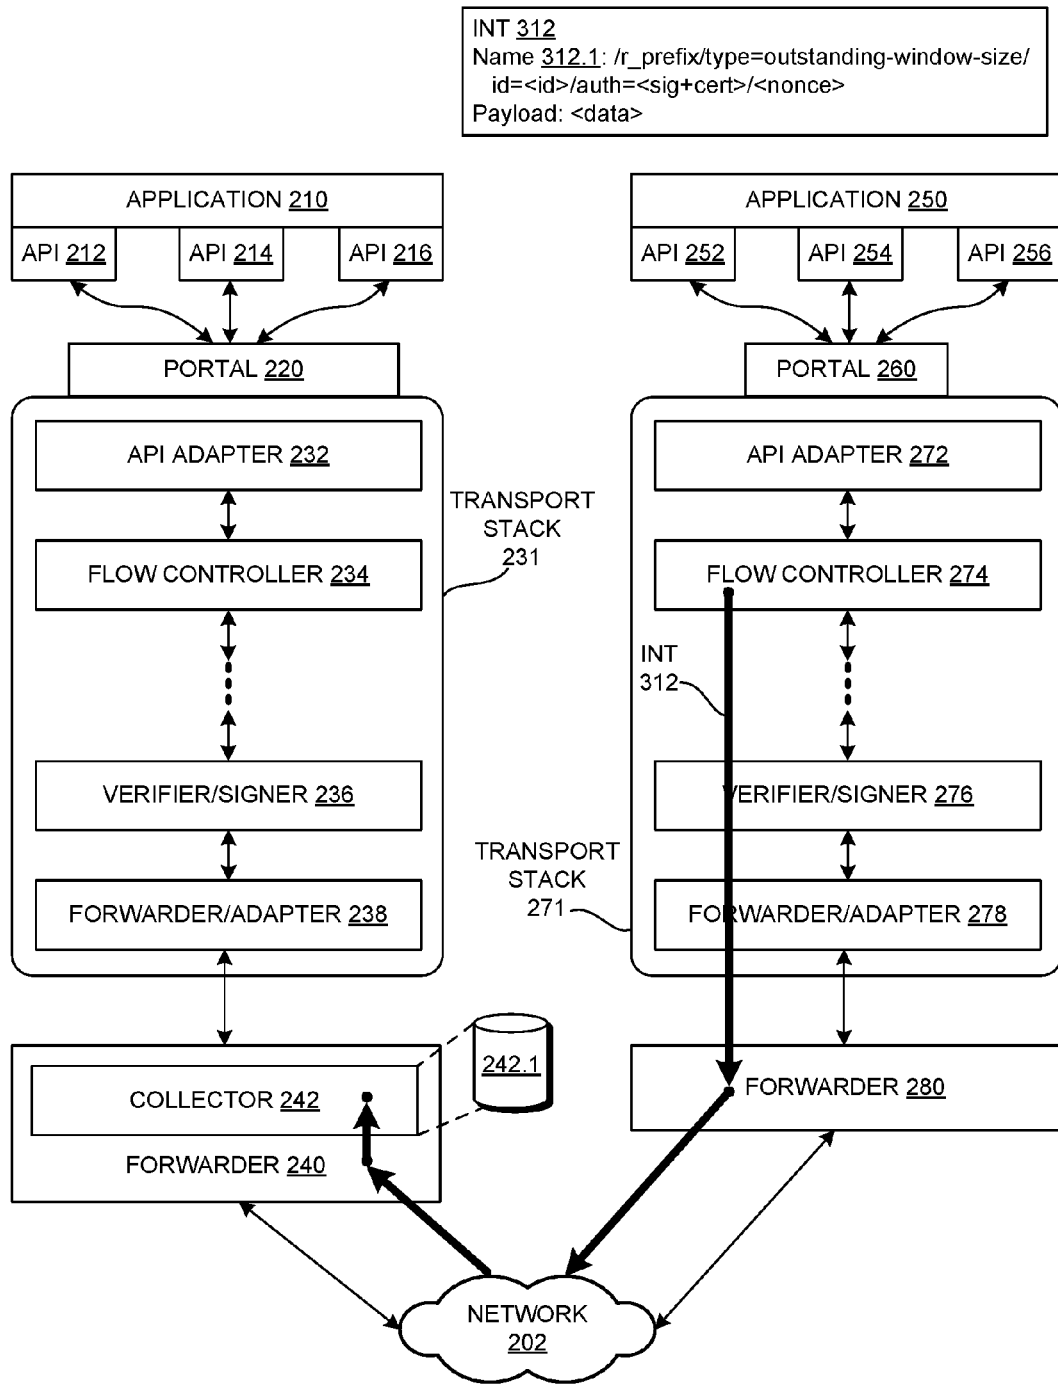 INT 312
Name 312.1: /r_prefix/type=outstanding-window-size/
id=<id>/auth=<sig+cert>/<nonce>
Payload: <data>
APPLICATION 210
API 212
API 214
API 216
PORTAL 220
API ADAPTER 232
FLOW CONTROLLER 234
VERIFIER/SIGNER 236
FORWARDER/ADAPTER 238
TRANSPORT
STACK
231
COLLECTOR 242
242.1
FORWARDER 240
APPLICATION 250
API 252
API 254
API 256
PORTAL 260
API ADAPTER 272
FLOW CONTROLLER 274
INT
312
VERIFIER/SIGNER 276
FORWARDER/ADAPTER 278
TRANSPORT
STACK
271
FORWARDER 280
NETWORK
202